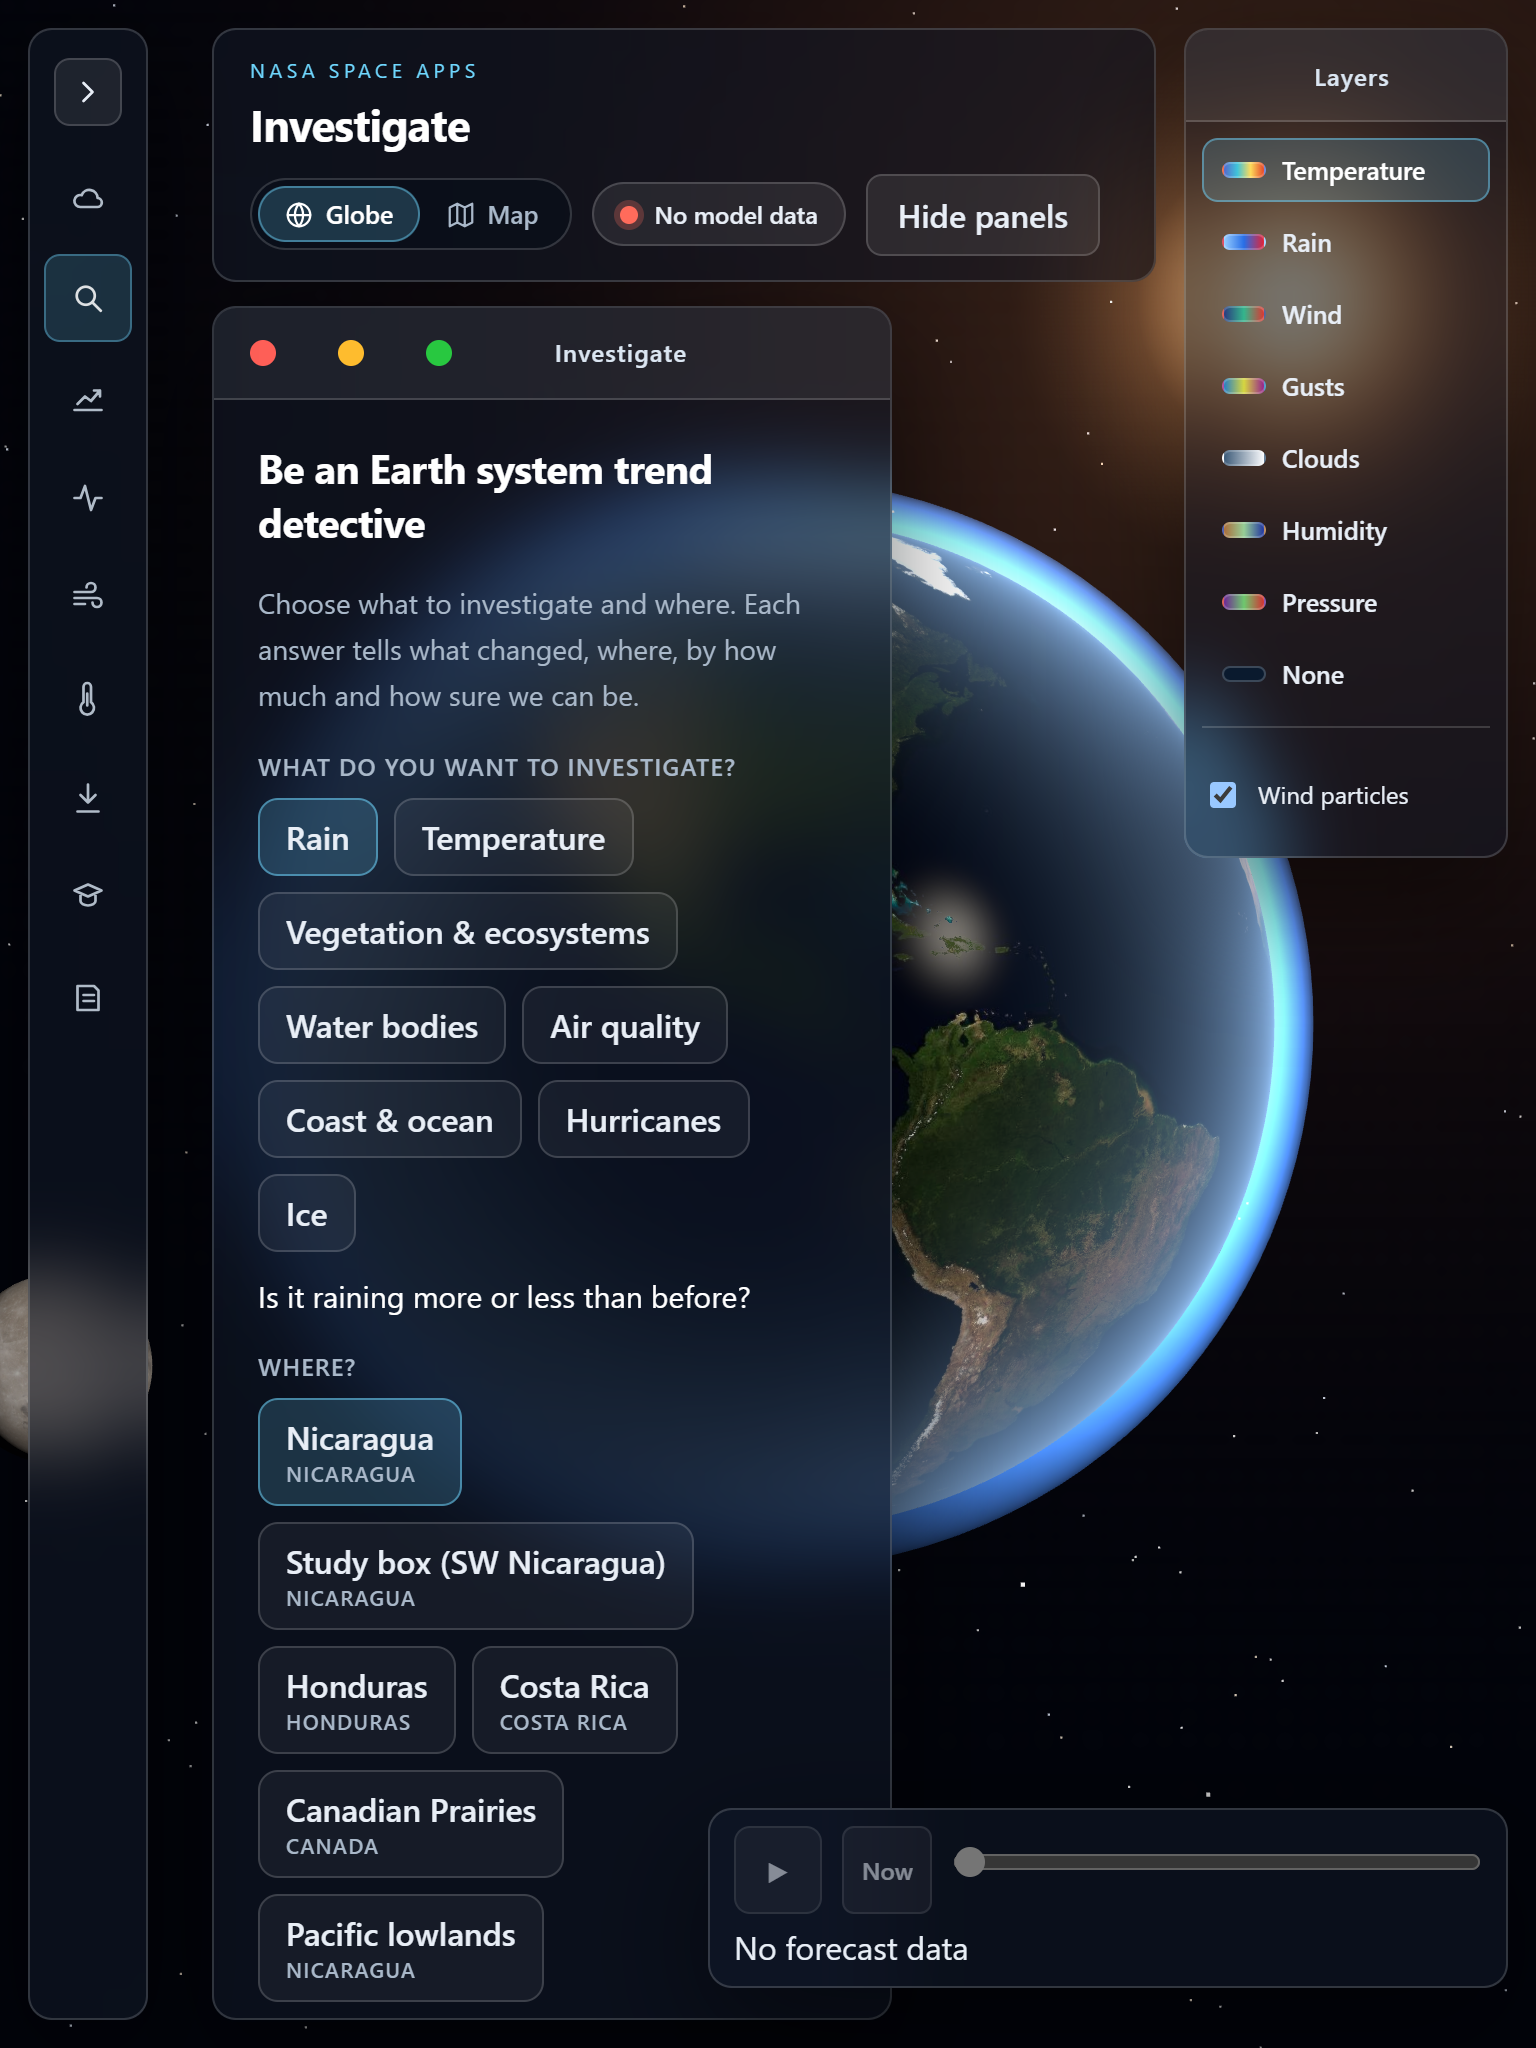 NASA SPACE APPS
Investigate
Globe
Map
No model data
Hide panels
Layers
Temperature
Rain
Wind
Gusts
Clouds
Humidity
Pressure
None
Wind particles
Investigate
Be an Earth system trend
detective
Choose what to investigate and where. Each
answer tells what changed, where, by how
much and how sure we can be.
WHAT DO YOU WANT TO INVESTIGATE?
Rain
Temperature
Vegetation & ecosystems
Water bodies
Air quality
Coast & ocean
Hurricanes
Ice
Is it raining more or less than before?
WHERE?
Nicaragua
NICARAGUA
Study box (SW Nicaragua)
NICARAGUA
Honduras
HONDURAS
Costa Rica
COSTA RICA
Canadian Prairies
CANADA
Pacific lowlands
NICARAGUA
Now
No forecast data